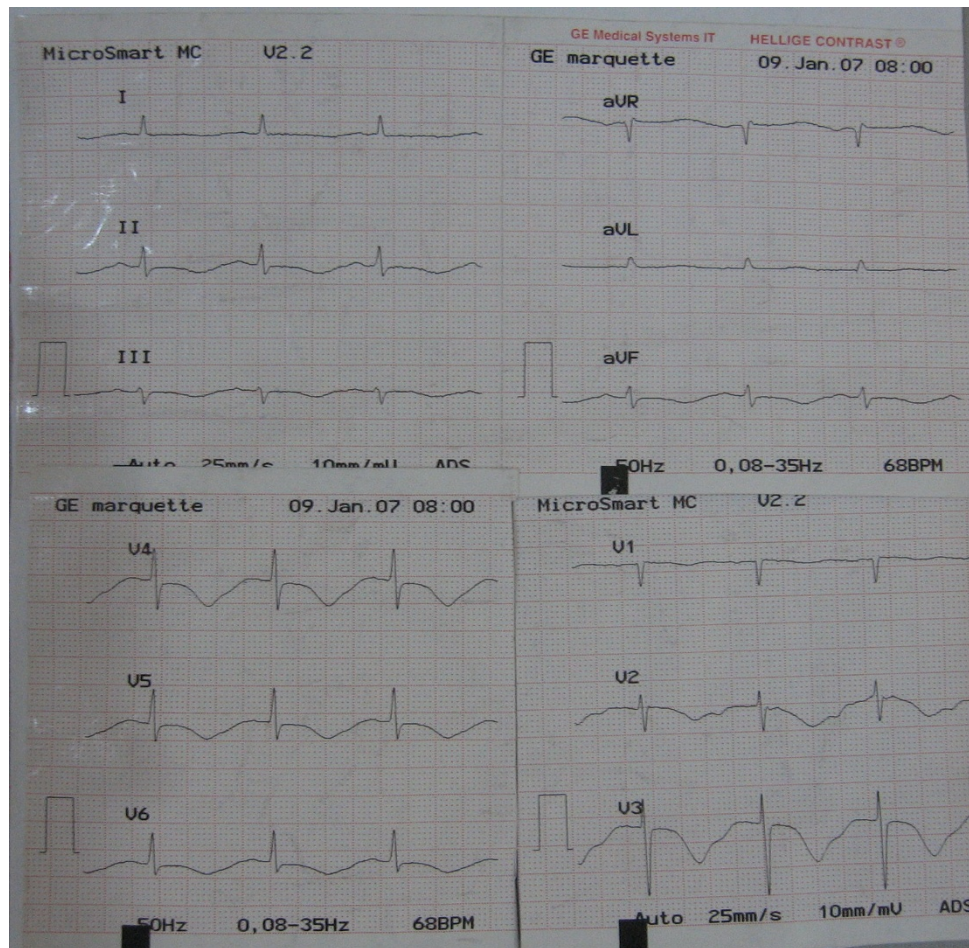 MicroSmart MC V2.2
I
II
III
Auto 25mm/s 10mm/mV ADS
GE Medical Systems IT HELLIGE CONTRAST ®
GE marquette 09.Jan.07 08:00
aVR
aVL
aVF
50Hz 0,08-35Hz 68BPM
GE marquette 09.Jan.07 08:00
V4
V5
V6
50Hz 0,08-35Hz 68BPM
MicroSmart MC V2.2
V1
V2
V3
Auto 25mm/s 10mm/mV ADS